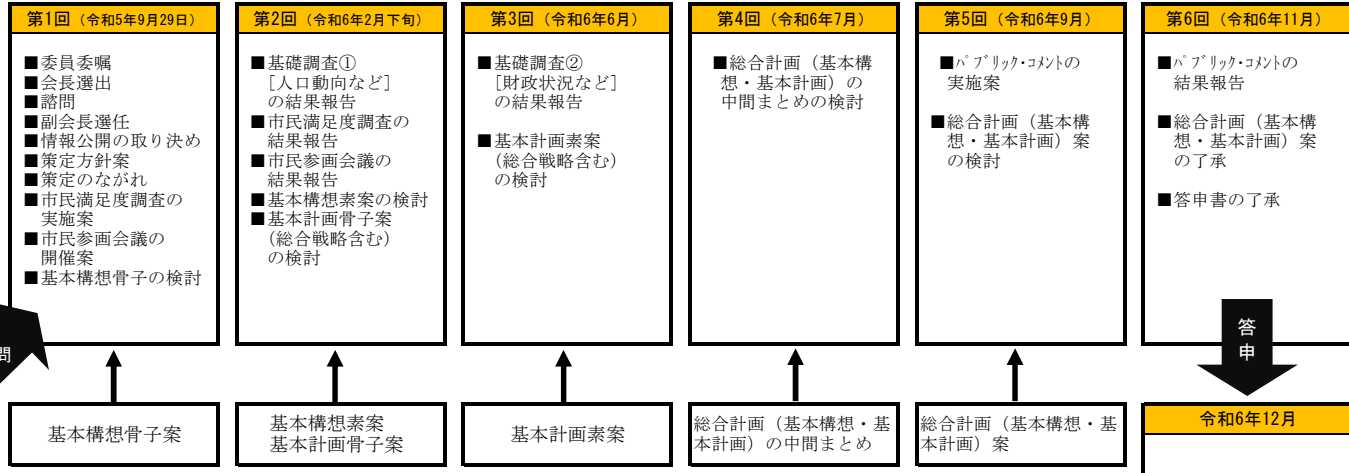 第1回(令和5年9月29日)
■委員委嘱
■会長選出
■諮問
■副会長選任
■情報公開の取り決め
■策定方針案
■策定のながれ
■市民満足度調査の
実施案
■市民参画会議の
開催案
■基本構想骨子の検討
第2回(令和6年2月下旬)
■基礎調査①
[人口動向など]
の結果報告
■市民満足度調査の
結果報告
■市民参画会議の
結果報告
■基本構想素案の検討
■基本計画骨子案
(総合戦略含む)
の検討
第3回(令和6年6月)
■基礎調査②
[財政状況など]
の結果報告
■基本計画素案
(総合戦略含む)
の検討
第4回(令和6年7月)
■総合計画(基本構
想・基本計画)の
中間まとめの検討
第5回(令和6年9月)
■パブリック・コメントの
実施案
■総合計画(基本構
想・基本計画)案
の検討
第6回(令和6年11月)
■パブリック・コメントの
結果報告
■総合計画(基本構
想・基本計画)案
の了承
■答申書の了承
問
答
申
基本構想骨子案
基本構想素案
基本計画骨子案
基本計画素案
総合計画(基本構想・基
本計画)の中間まとめ
総合計画(基本構想・基
本計画)案
令和6年12月